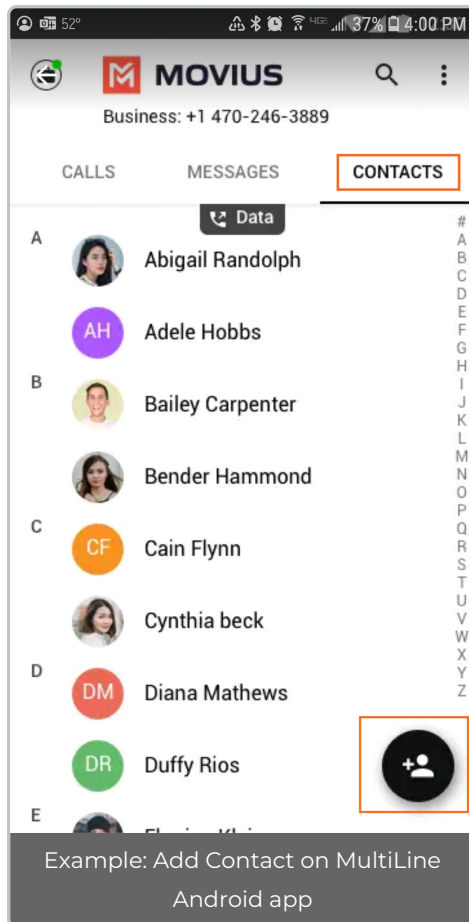 52° 4GE 37% 4:00 PM
MOVIUS
Business: +1 470-246-3889
CALLS MESSAGES CONTACTS
Data
A
Abigail Randolph
AH Adele Hobbs
B
Bailey Carpenter
Bender Hammond
C
CF Cain Flynn
Cynthia beck
D
DM Diana Mathews
DR Duffy Rios
E
#
A
B
C
D
E
F
G
H
I
J
K
L
M
N
O
P
Q
R
S
T
U
V
W
X
Y
Z
Example: Add Contact on MultiLine
Android app